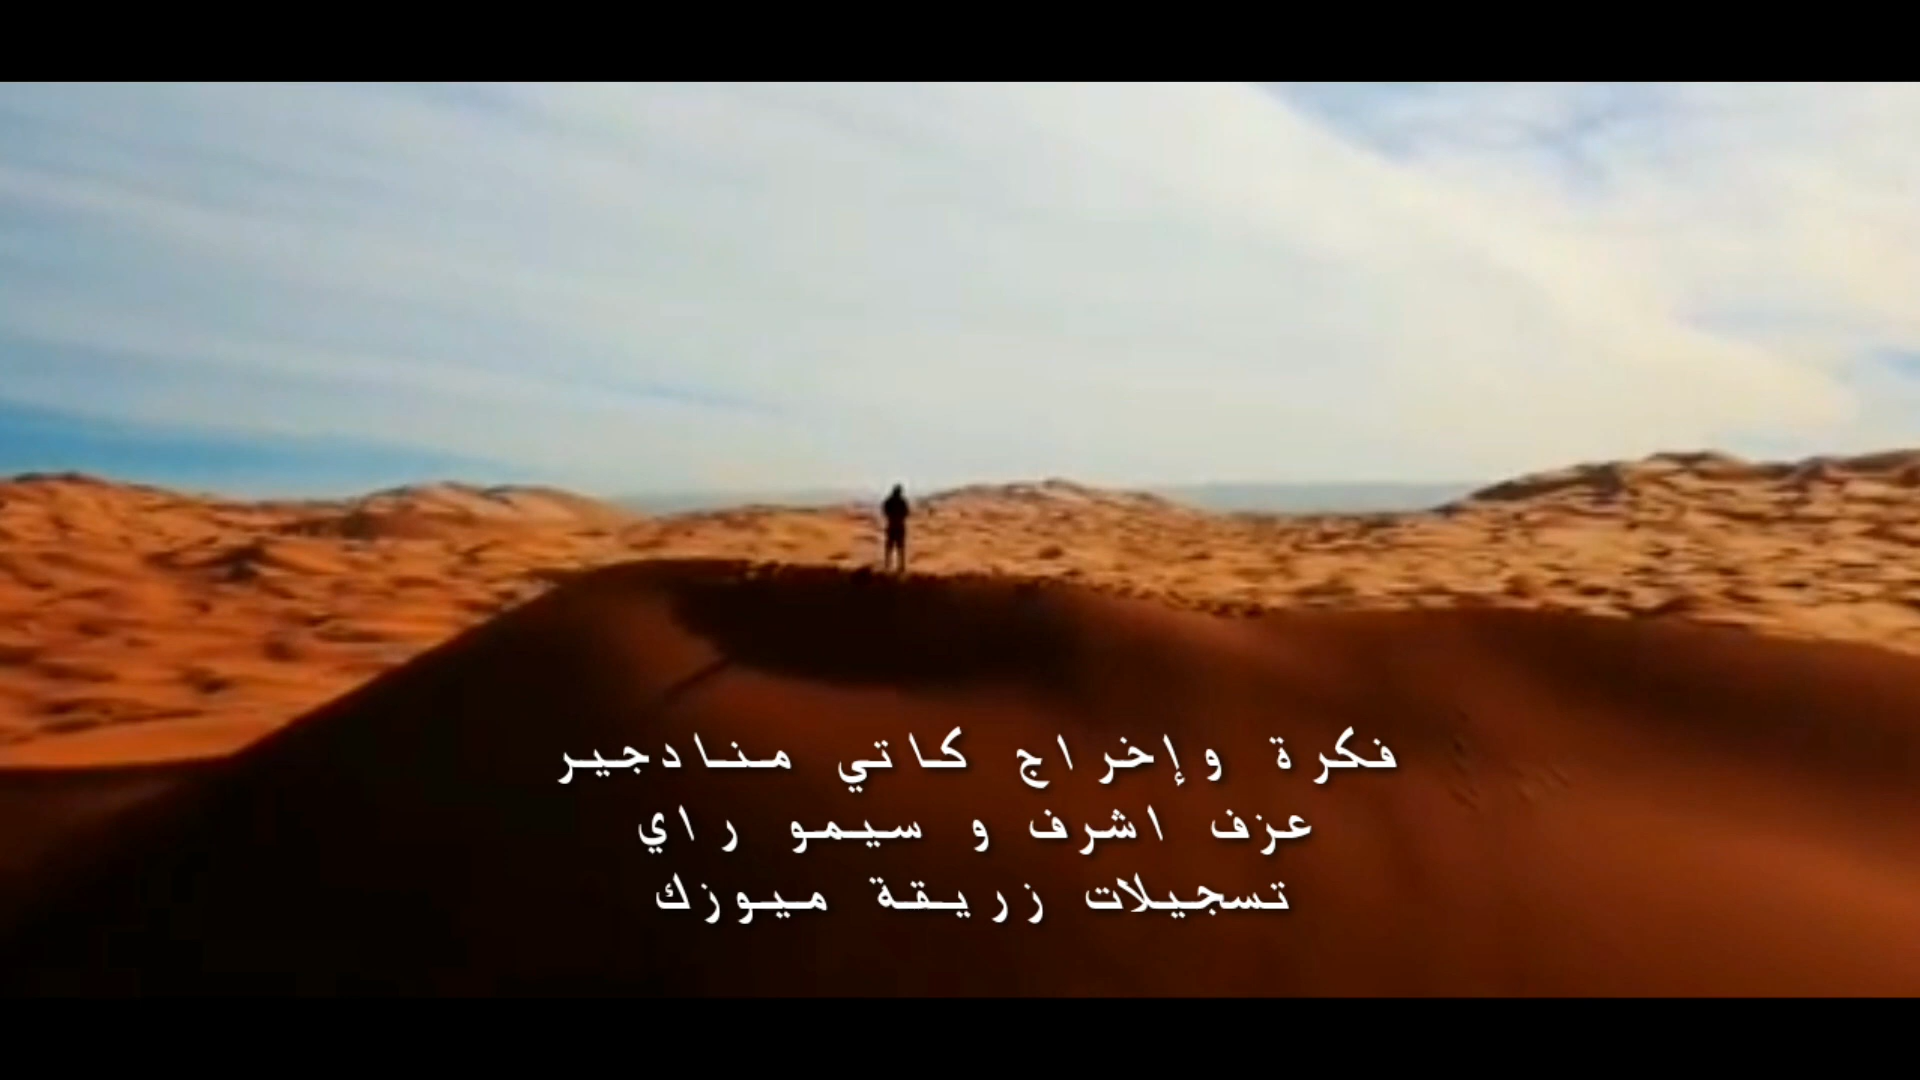 فكرة وإخراج كاتي منادجير
عزف اشرف و سيمو راي
تسجيلات زريقة ميوزك